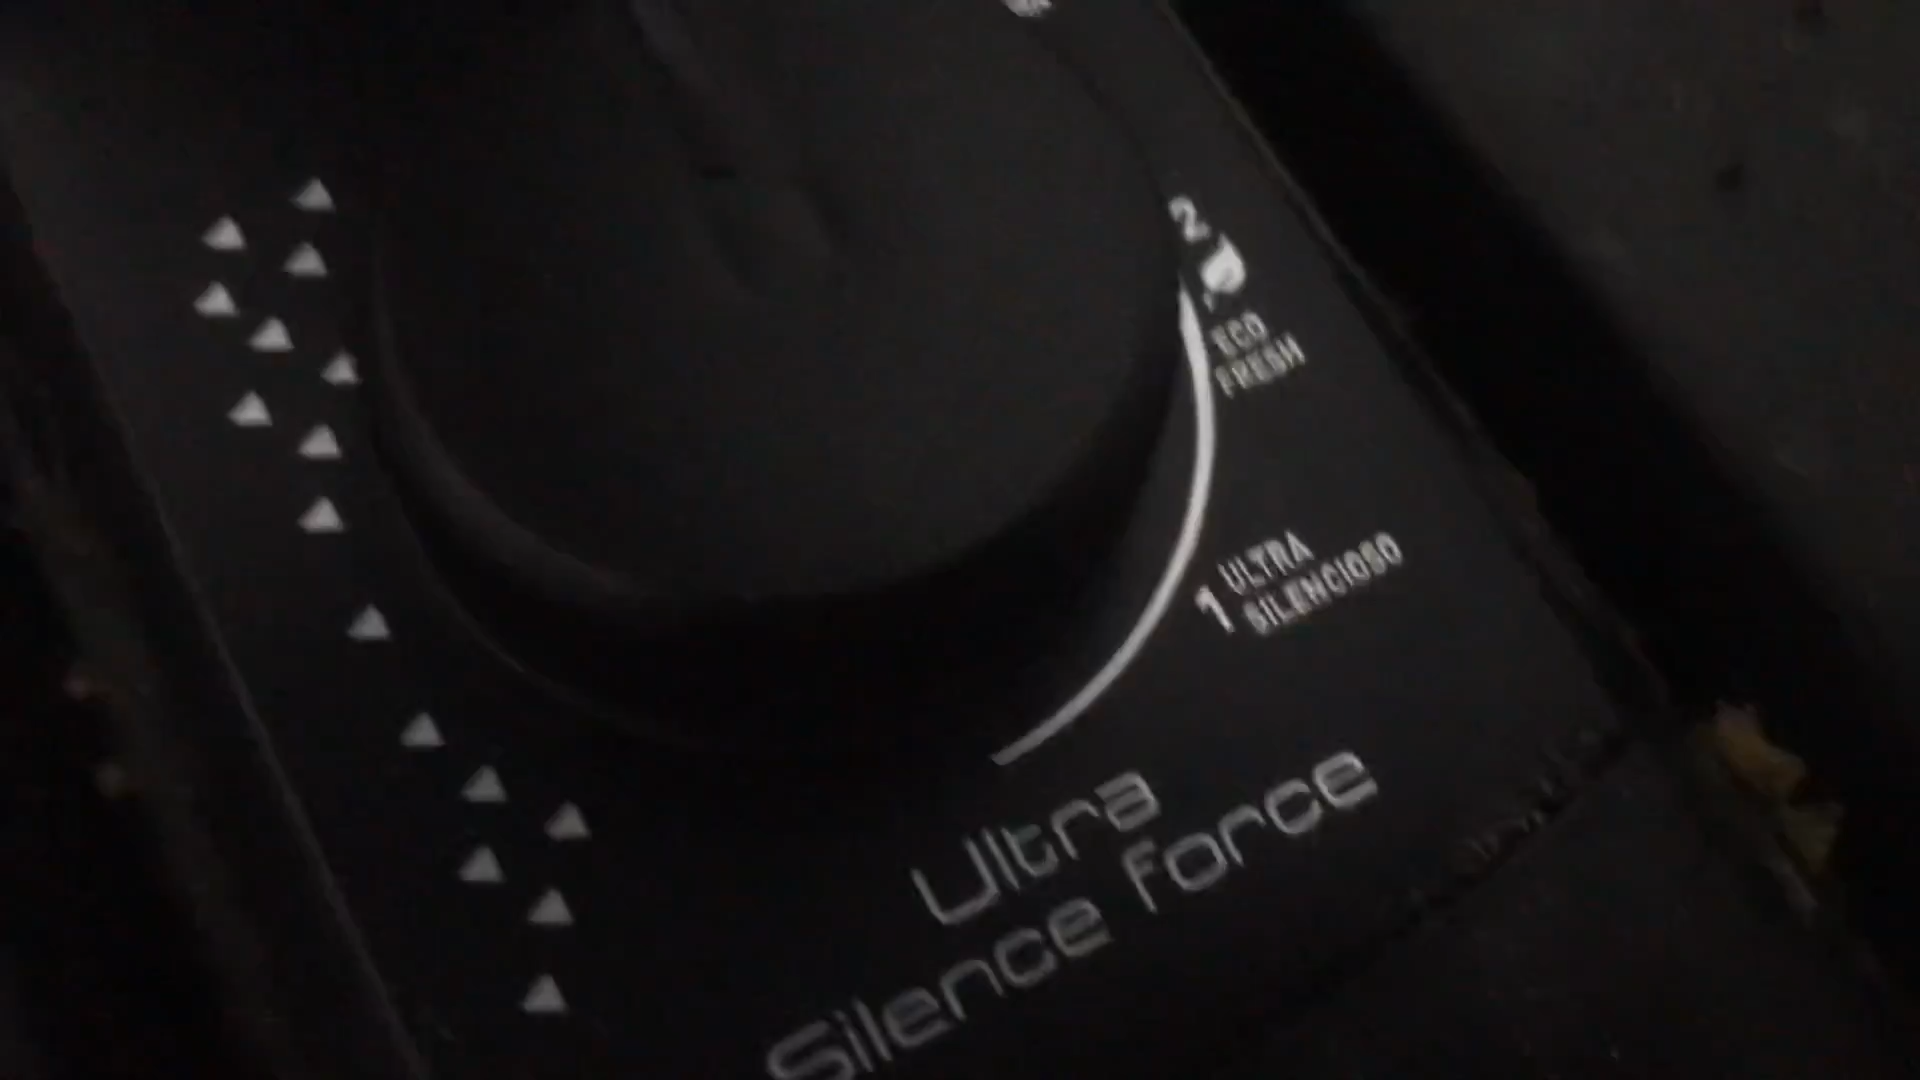 2
ECO
FRESH
1 ULTRA
SILENCIOSO
Ultra
Silence Force